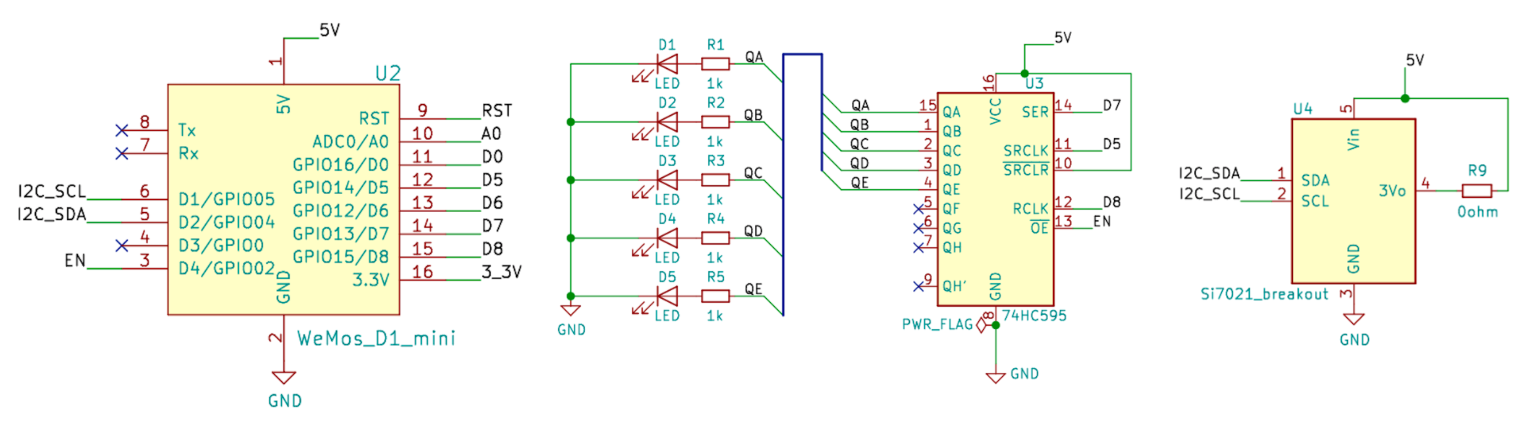 5V
1
U2
5V
8 Tx
7 Rx
I2C_SCL 6 D1/GPIO05
I2C_SDA 5 D2/GPIO04
4 D3/GPIO0
EN 3 D4/GPIO02
RST 9 RST
ADC0/A0 10 A0
GPIO16/D0 11 D0
GPIO14/D5 12 D5
GPIO12/D6 13 D6
GPIO13/D7 14 D7
GPIO15/D8 15 D8
3.3V 16 3_3V
GND
2
WeMos_D1_mini
GND
D1 R1 QA
LED 1k
D2 R2 QB
LED 1k
D3 R3 QC
LED 1k
D4 R4 QD
LED 1k
D5 R5 QE
LED 1k
GND
5V
16
U3
VCC
QA 15 QA
QB 1 QB
QC 2 QC
QD 3 QD
QE 4 QE
5 QF
6 QG
7 QH
9 QH'
SER 14 D7
SRCLK 11 D5
SRCLR 10
RCLK 12 D8
OE 13 EN
GND
8
74HC595
PWR_FLAG
GND
5V
U4
5
Vin
I2C_SDA 1 SDA
I2C_SCL 2 SCL
3Vo 4
R9
0ohm
GND
3
Si7021_breakout
GND